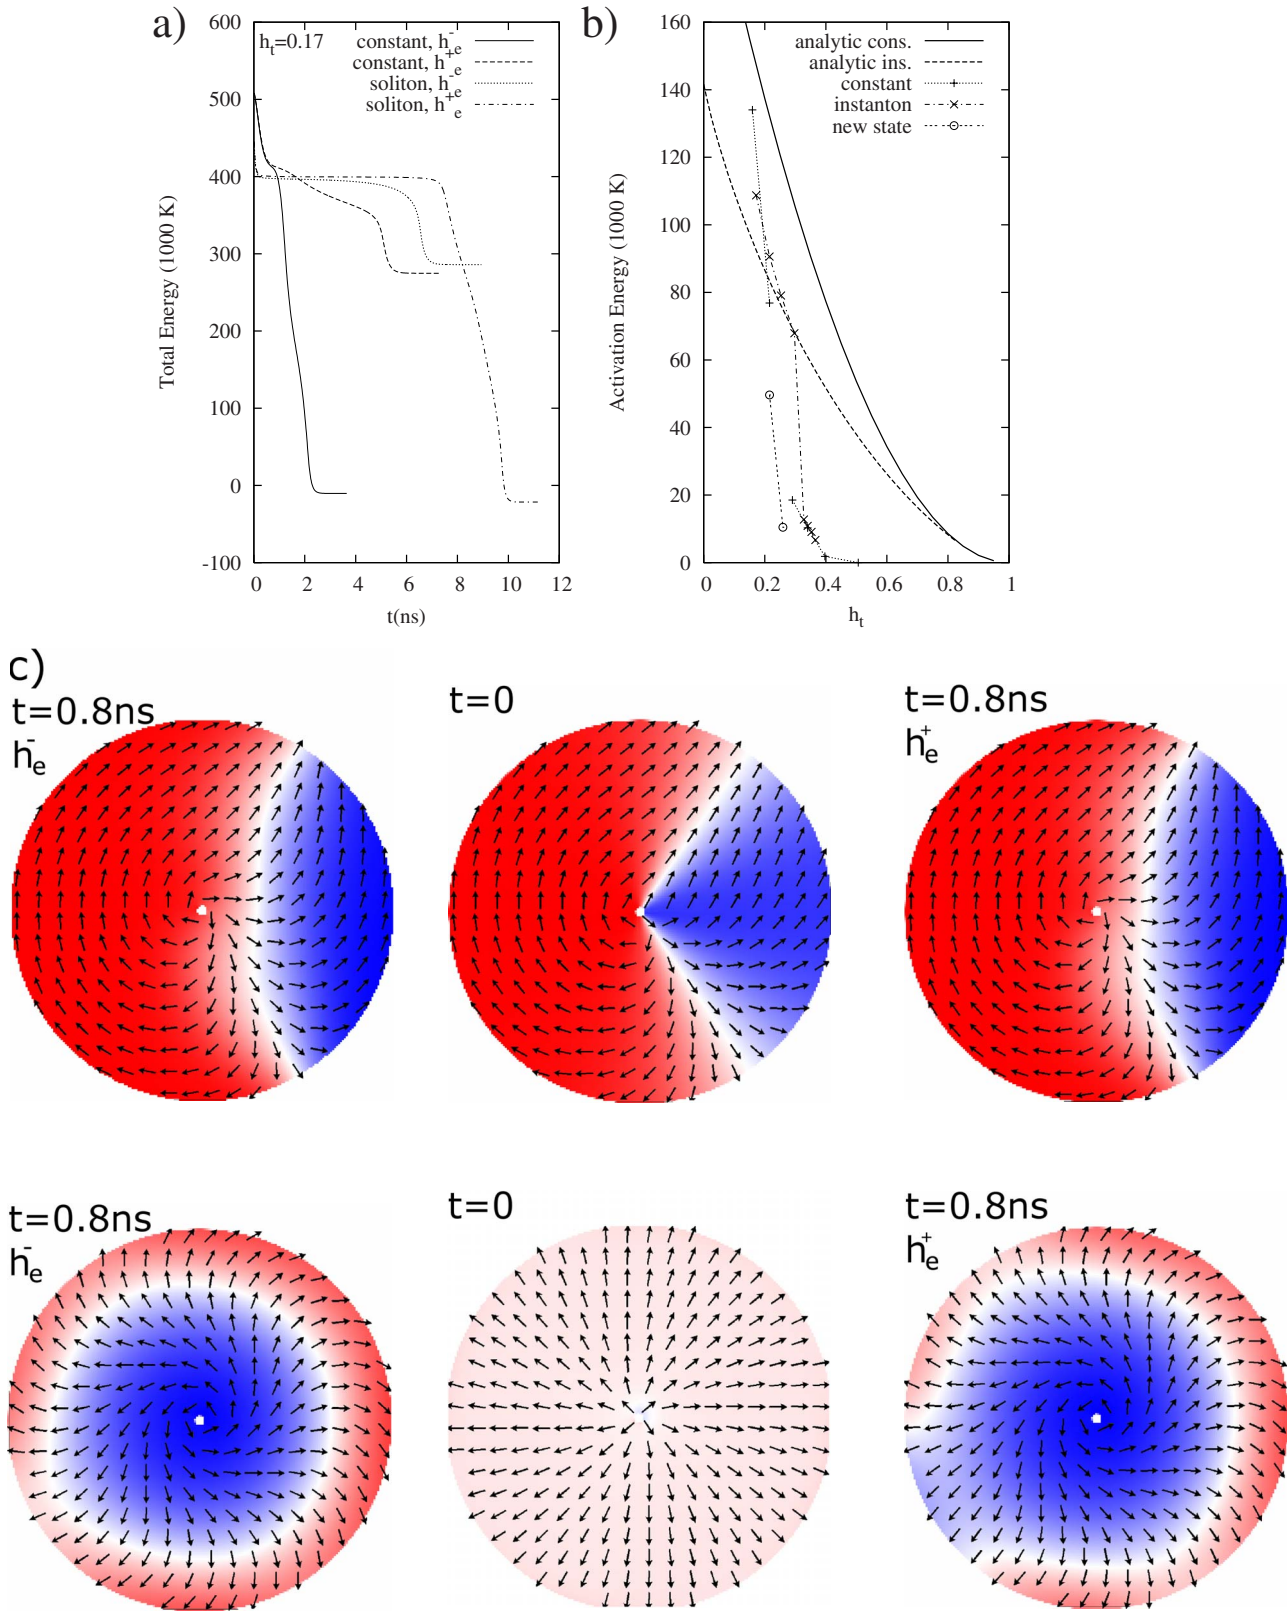 a)
h_t=0.17
constant, h_e^-
constant, h_e^+
soliton, h_e^-
soliton, h_e^+
600
500
400
300
200
100
0
-100
Total Energy (1000 K)
0 2 4 6 8 10 12
t(ns)
b)
analytic cons.
analytic ins.
constant
instanton
new state
160
140
120
100
80
60
40
20
0
Activation Energy (1000 K)
0 0.2 0.4 0.6 0.8 1
h_t
c)
t=0.8ns
h_e^-
t=0
t=0.8ns
h_e^+
t=0.8ns
h_e^-
t=0
t=0.8ns
h_e^+